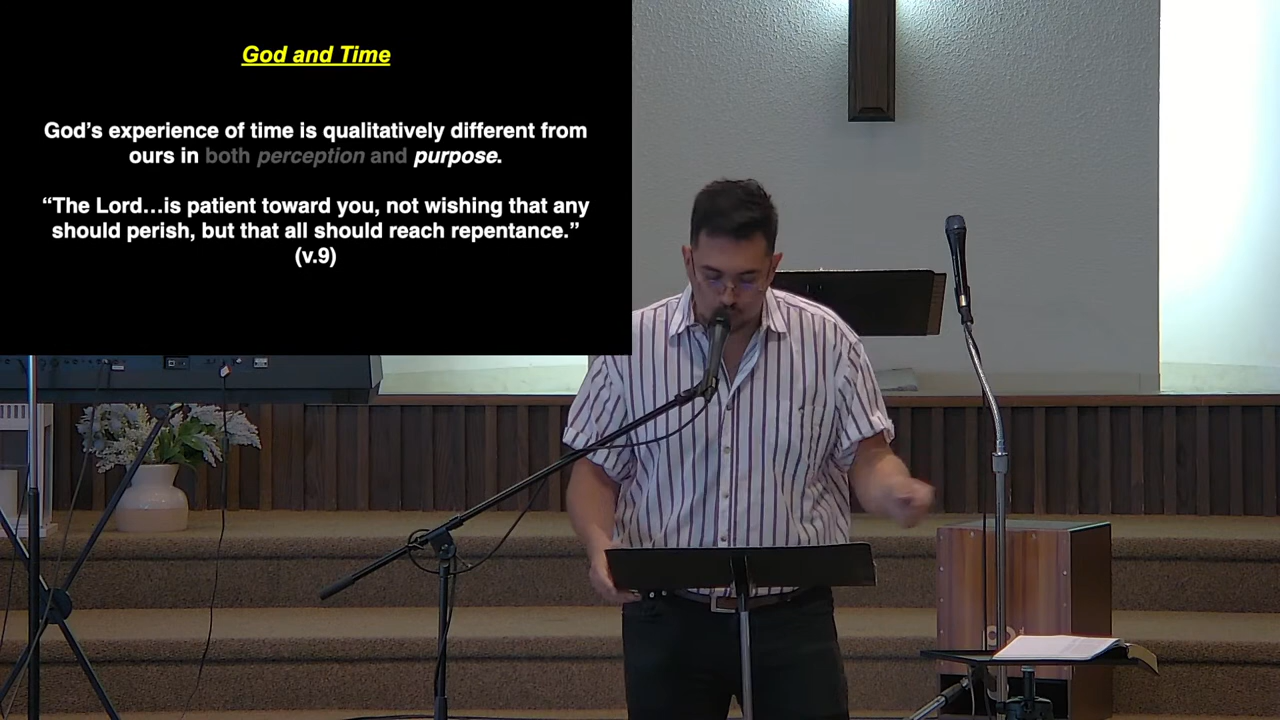 God and Time
God’s experience of time is qualitatively different from
ours in both perception and purpose.
“The Lord…is patient toward you, not wishing that any
should perish, but that all should reach repentance.”
(v.9)